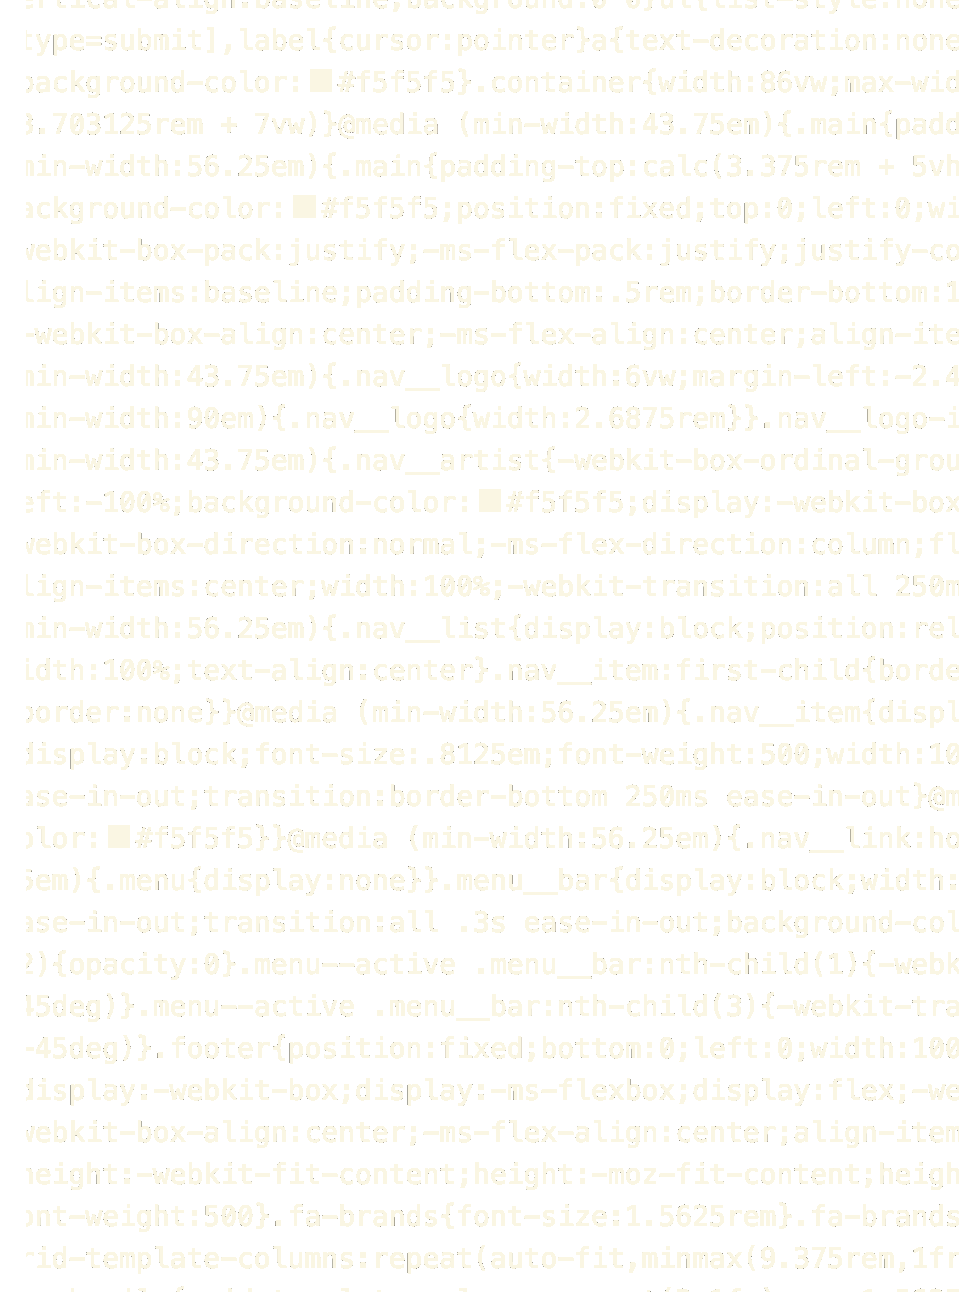 ertical-align:baseline;background:0 0}ol{list-style:none
type=submit],label{cursor:pointer}a{text-decoration:none
background-color:#f5f5f5}.container{width:86vw;max-wid
3.703125rem + 7vw)}@media (min-width:43.75em){.main{padd
min-width:56.25em){.main{padding-top:calc(3.375rem + 5vh
ackground-color:#f5f5f5;position:fixed;top:0;left:0;wi
webkit-box-pack:justify;-ms-flex-pack:justify;justify-co
lign-items:baseline;padding-bottom:.5rem;border-bottom:1
-webkit-box-align:center;-ms-flex-align:center;align-ite
min-width:43.75em){.nav__logo{width:6vw;margin-left:-2.4
min-width:90em){.nav__logo{width:2.6875rem}}.nav__logo-i
min-width:43.75em){.nav__artist{-webkit-box-ordinal-grou
eft:-100%;background-color:#f5f5f5;display:-webkit-box
webkit-box-direction:normal;-ms-flex-direction:column;fl
lign-items:center;width:100%;-webkit-transition:all 250m
min-width:56.25em){.nav__list{display:block;position:rel
idth:100%;text-align:center}.nav__item:first-child{borde
border:none}}@media (min-width:56.25em){.nav__item{displ
display:block;font-size:.8125em;font-weight:500;width:10
ase-in-out;transition:border-bottom 250ms ease-in-out}@m
olor:#f5f5f5}}@media (min-width:56.25em){.nav__link:ho
5em){.menu{display:none}}.menu__bar{display:block;width:
ase-in-out;transition:all .3s ease-in-out;background-col
2){opacity:0}.menu--active .menu__bar:nth-child(1){-webk
45deg)}.menu--active .menu__bar:nth-child(3){-webkit-tra
-45deg)}.footer{position:fixed;bottom:0;left:0;width:100
display:-webkit-box;display:-ms-flexbox;display:flex;-we
webkit-box-align:center;-ms-flex-align:center;align-item
height:-webkit-fit-content;height:-moz-fit-content;heigh
ont-weight:500}.fa-brands{font-size:1.5625rem}.fa-brands
rid-template-columns:repeat(auto-fit,minmax(9.375rem,1fr